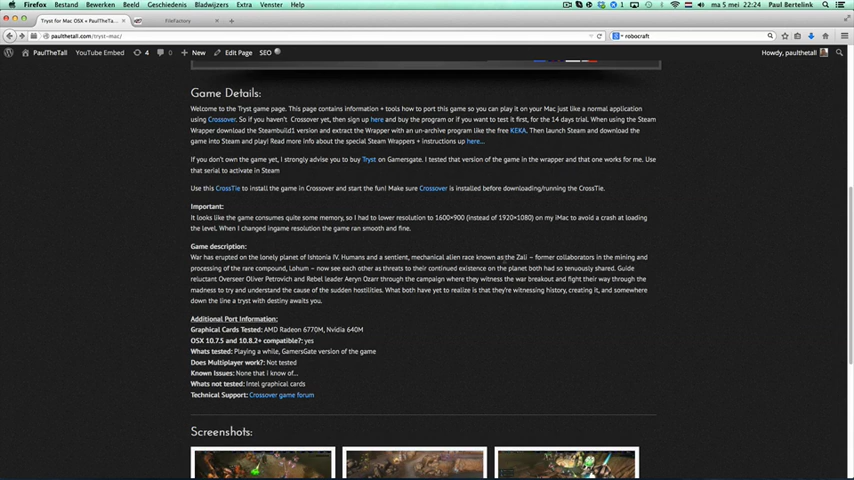 Firefox Archief Bewerken Beeld Geschiedenis Bladwijzers Extra Venster Help 1 ma 5 mei 22:24 Paul Bertelink
Tryst for Mac OSX « PaulTheTa... FileFactory
paulthetall.com/tryst-mac/ robocraft
PaulTheTall YouTube Embed 4 0 New Edit Page SEO Howdy, paulthetall
Game Details:
Welcome to the Tryst game page. This page contains information + tools how to port this game so you can play it on your Mac just like a normal application
using Crossover. So if you haven't Crossover yet, then sign up here and buy the program or if you want to test it first, for the 14 days trial. When using the Steam
Wrapper download the Steambuild1 version and extract the Wrapper with an un-archive program like the free KEKA. Then launch Steam and download the
game into Steam and play! Read more info about the special Steam Wrappers + instructions up here...
If you don't own the game yet, I strongly advise you to buy Tryst on Gamersgate. I tested that version of the game in the wrapper and that one works for me. Use
that serial to activate in Steam
Use this CrossTie to install the game in Crossover and start the fun! Make sure Crossover is installed before downloading/running the CrossTie.
Important:
It looks like the game consumes quite some memory, so I had to lower resolution to 1600×900 (instead of 1920×1080) on my iMac to avoid a crash at loading
the level. When I changed ingame resolution the game ran smooth and fine.
Game description:
War has erupted on the lonely planet of Ishtonia IV. Humans and a sentient, mechanical alien race known as the Zali – former collaborators in the mining and
processing of the rare compound, Lohum – now see each other as threats to their continued existence on the planet both had so tenuously shared. Guide
reluctant Overseer Oliver Petrovich and Rebel leader Aeryn Ozarr through the campaign where they witness the war breakout and fight their way through the
madness to try and understand the cause of the sudden hostilities. What both have yet to realize is that they're witnessing history, creating it, and somewhere
down the line a tryst with destiny awaits you.
Additional Port Information:
Graphical Cards Tested: AMD Radeon 6770M, Nvidia 640M
OSX 10.7.5 and 10.8.2+ compatible?: yes
Whats tested: Playing a while, GamersGate version of the game
Does Multiplayer work?: Not tested
Known Issues: None that i know of...
Whats not tested: Intel graphical cards
Technical Support: Crossover game forum
Screenshots: